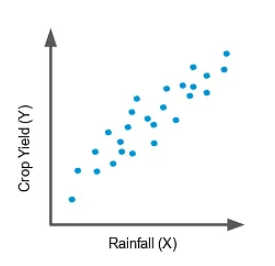 Crop Yield (Y)
Rainfall (X)